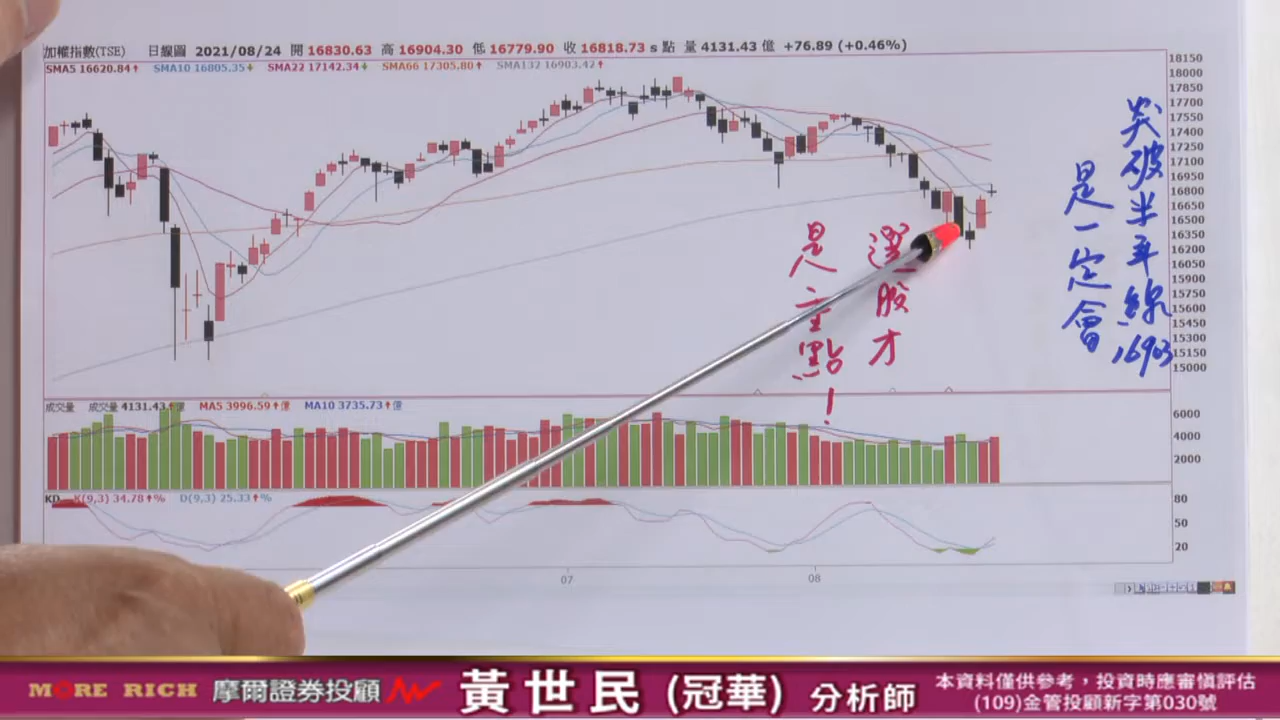 加權指數(TSE) 日線圖 2021/08/24 開 16830.63 高 16904.30 低 16779.90 收 16818.73 s 點 量 4131.43 億 +76.89 (+0.46%)
SMA5 16620.84↑ SMA10 16805.35↓ SMA22 17142.34↓ SMA66 17305.80↑ SMA132 16903.42↑
18150
18000
17850
17700
17550
17400
17250
17100
16950
16800
16650
16500
16350
16200
16050
15900
15750
15600
15450
15300
15150
15000
突破半年線16903
是一定會
選股才
是重點！
成交量 成交量 4131.43↑億 MA5 3996.59↑億 MA10 3735.73↑億
6000
4000
2000
KD K(9,3) 34.78↑% D(9,3) 25.33↑%
80
50
20
07 08
MORE RICH 摩爾證券投顧 黃世民 (冠華) 分析師
本資料僅供參考，投資時應審慎評估
(109)金管投顧新字第030號